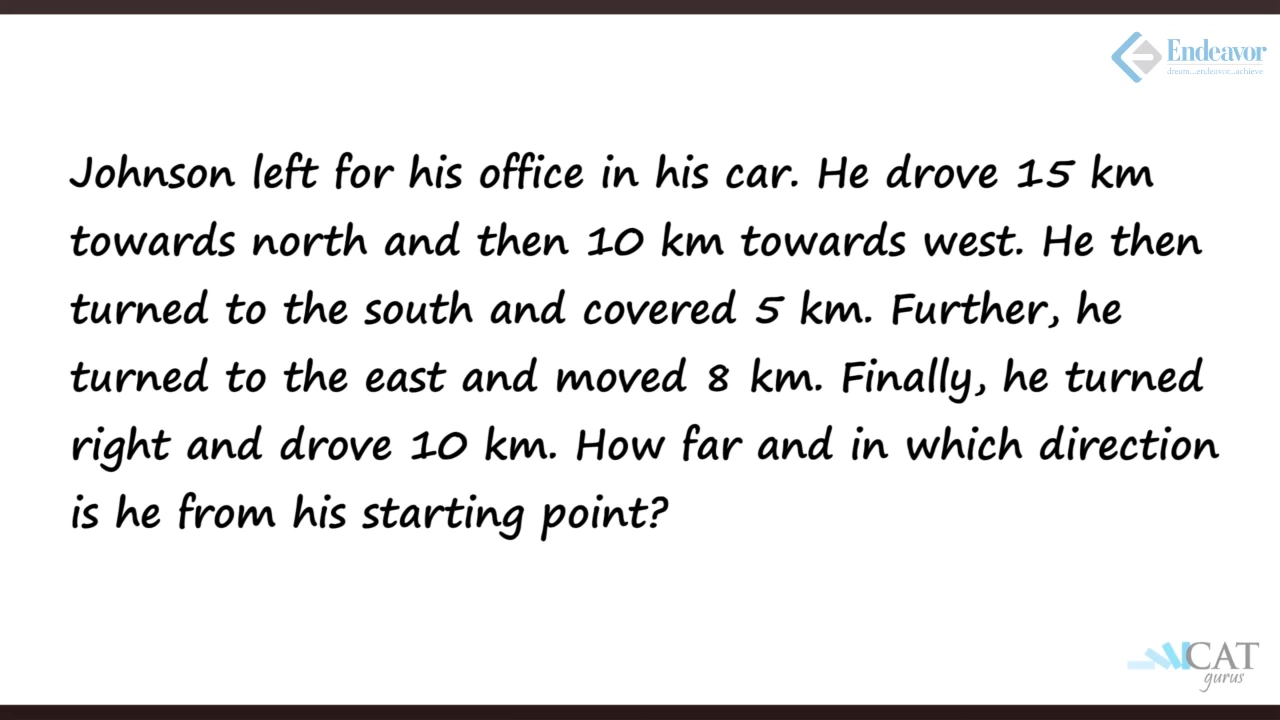 Endeavor
dream...endeavor...achieve
Johnson left for his office in his car. He drove 15 km
towards north and then 10 km towards west. He then
turned to the south and covered 5 km. Further, he
turned to the east and moved 8 km. Finally, he turned
right and drove 10 km. How far and in which direction
is he from his starting point?
CAT
gurus